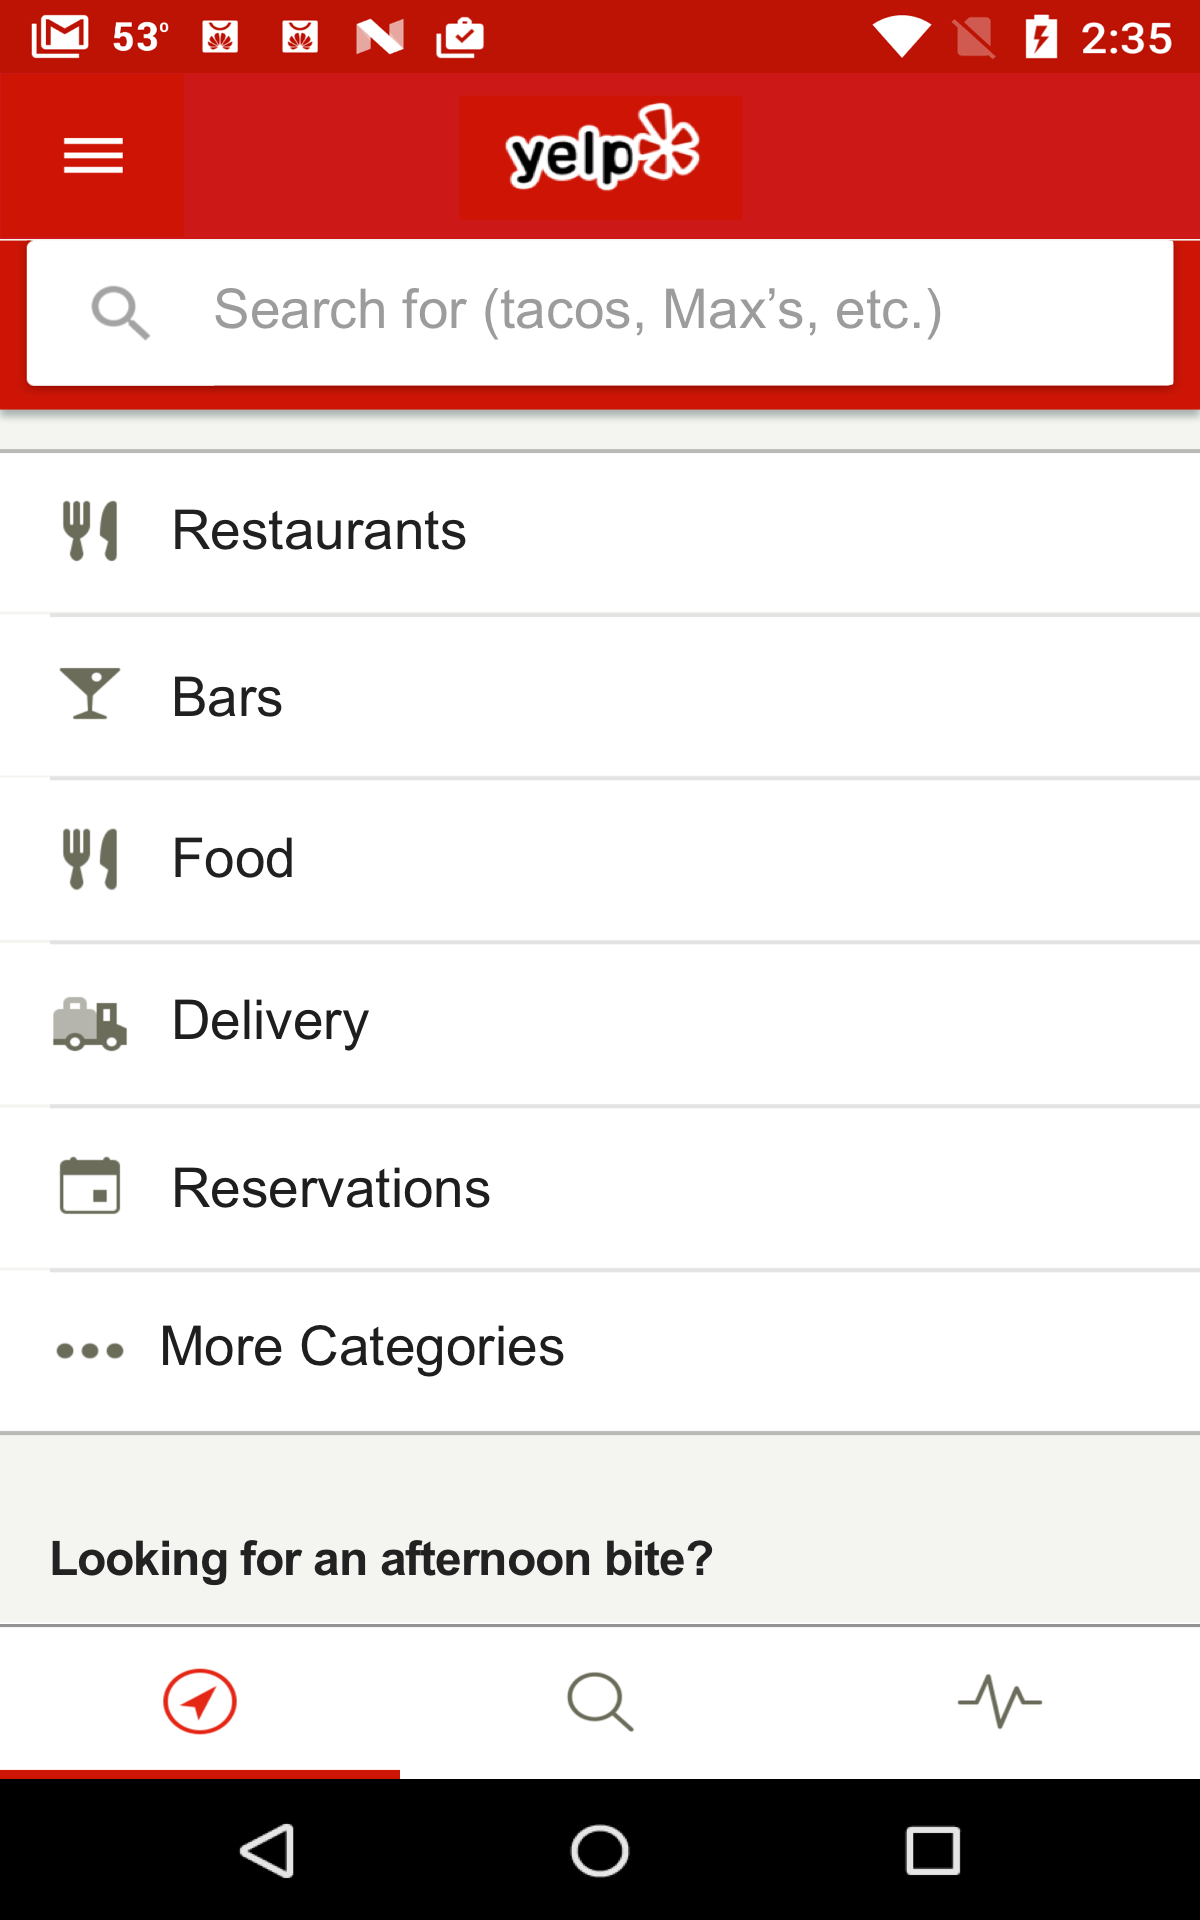 53° 2:35
yelp
Search for (tacos, Max’s, etc.)
Restaurants
Bars
Food
Delivery
Reservations
More Categories
Looking for an afternoon bite?